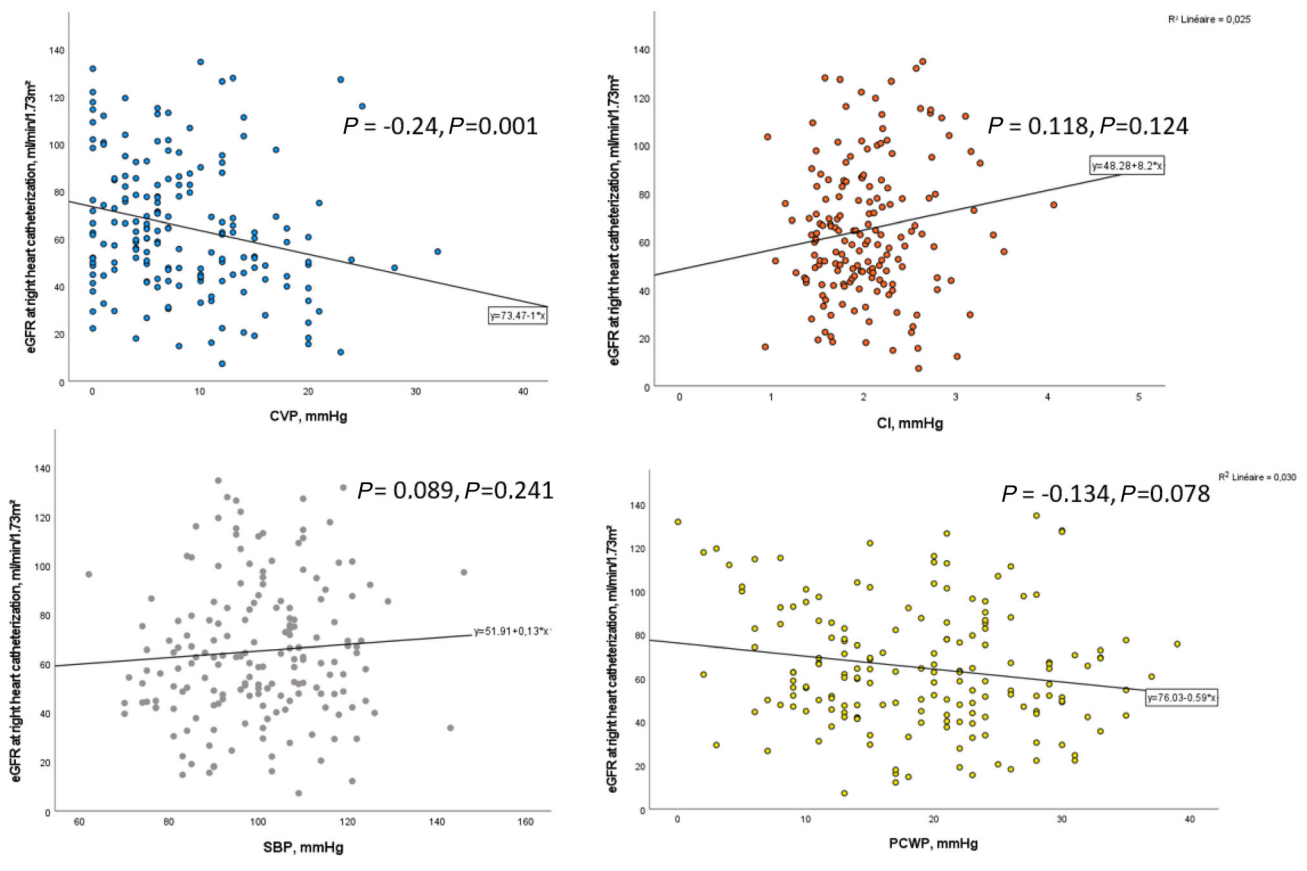 eGFR at right heart catheterization, ml/min/1.73m²
140
120
100
80
60
40
20
0
P = -0.24, P=0.001
y=73,47-1*x
0 10 20 30 40
CVP, mmHg
R² Linéaire = 0,025
eGFR at right heart catheterization, ml/min/1.73m²
140
120
100
80
60
40
20
0
P = 0.118, P=0.124
y=48.28+8.2*x
0 1 2 3 4 5
CI, mmHg
eGFR at right heart catheterization, ml/min/1.73m²
140
120
100
80
60
40
20
0
P = 0.089, P=0.241
y=51.91+0,13*x
60 80 100 120 140 160
SBP, mmHg
R² Linéaire = 0,030
eGFR at right heart catheterization, ml/min/1.73m²
140
120
100
80
60
40
20
0
P = -0.134, P=0.078
y=76.03-0.59*x
0 10 20 30 40
PCWP, mmHg